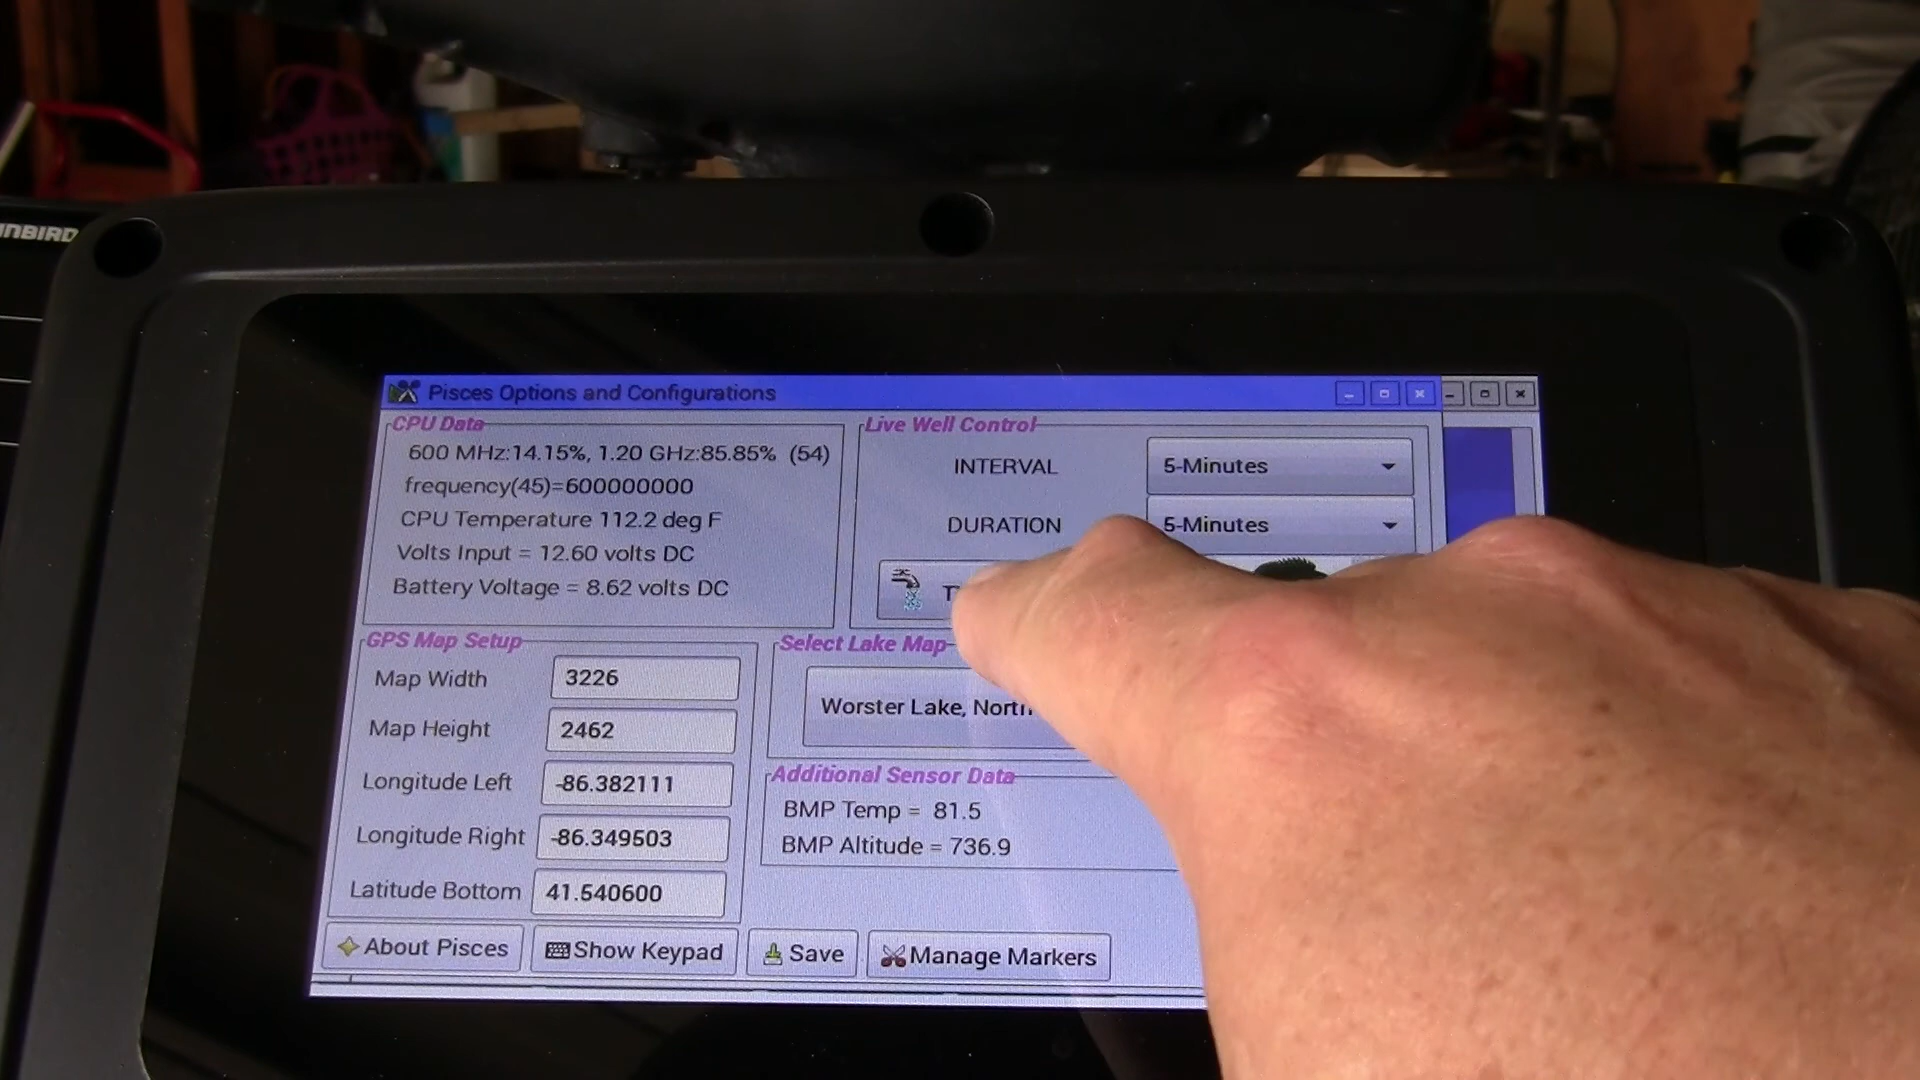 Pisces Options and Configurations
CPU Data
600 MHz:14.15%, 1.20 GHz:85.85% (54)
frequency(45)=600000000
CPU Temperature 112.2 deg F
Volts Input = 12.60 volts DC
Battery Voltage = 8.62 volts DC
Live Well Control
INTERVAL 5-Minutes
DURATION 5-Minutes
GPS Map Setup
Map Width 3226
Map Height 2462
Longitude Left -86.382111
Longitude Right -86.349503
Latitude Bottom 41.540600
Select Lake Map
Worster Lake, North
Additional Sensor Data
BMP Temp = 81.5
BMP Altitude = 736.9
About Pisces
Show Keypad
Save
Manage Markers